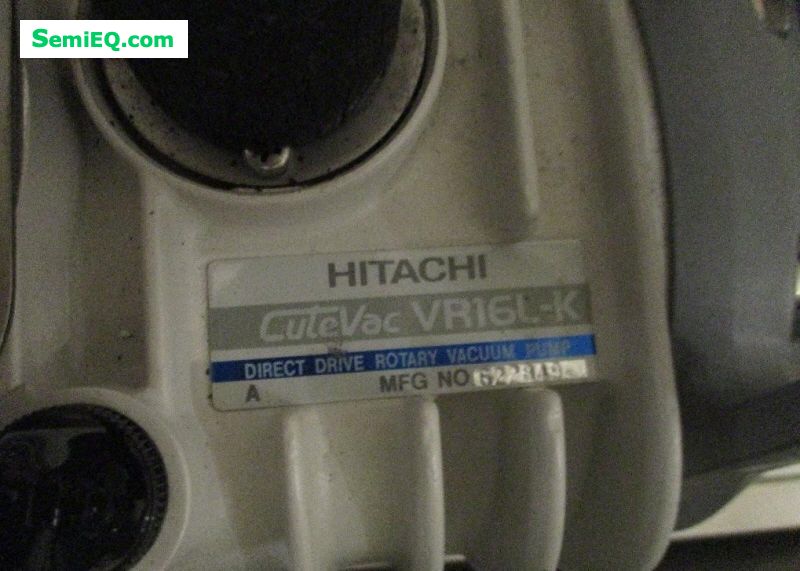 SemiEQ.com
HITACHI
CuteVac VR16L-K
DIRECT DRIVE ROTARY VACUUM PUMP
A MFG NO